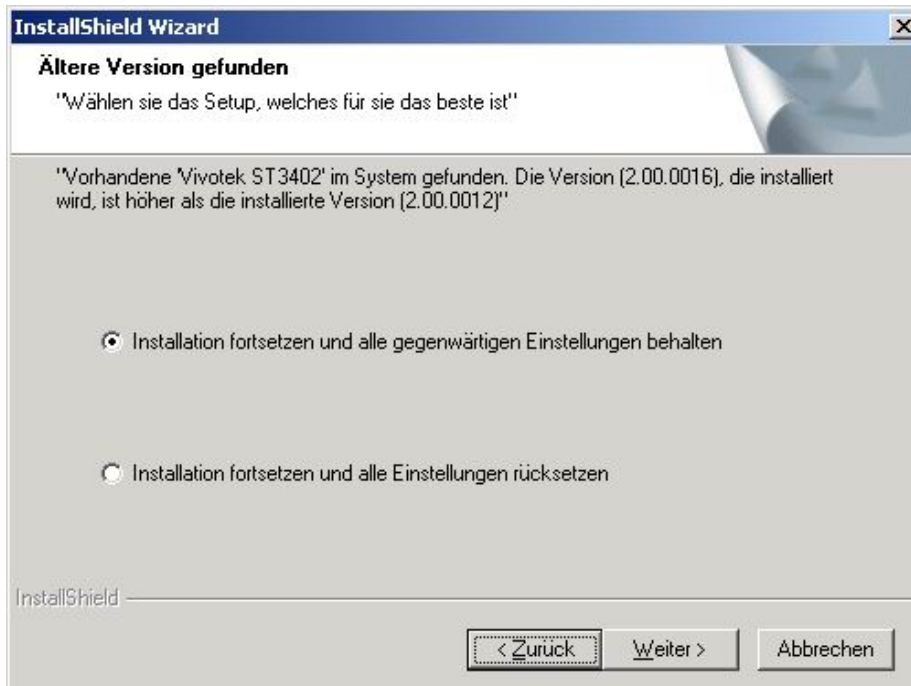 InstallShield Wizard
Ältere Version gefunden
"Wählen sie das Setup, welches für sie das beste ist"
"Vorhandene 'Vivotek ST3402' im System gefunden. Die Version (2.00.0016), die installiert
wird, ist höher als die installierte Version (2.00.0012)"
Installation fortsetzen und alle gegenwärtigen Einstellungen behalten
Installation fortsetzen und alle Einstellungen rücksetzen
InstallShield
< Zurück Weiter > Abbrechen